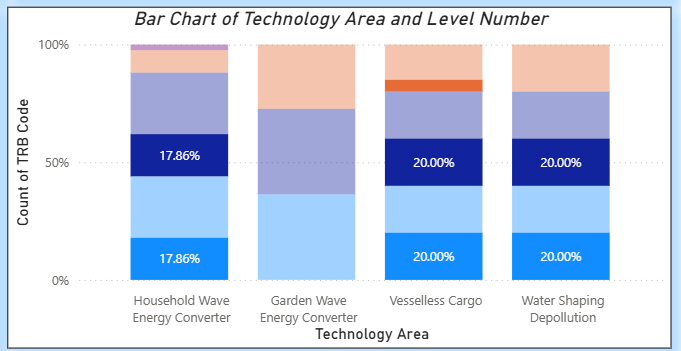 Bar Chart of Technology Area and Level Number
100%
50%
0%
Count of TRB Code
17.86%
20.00%
20.00%
17.86%
20.00%
20.00%
Household Wave
Energy Converter
Garden Wave
Energy Converter
Vesselless Cargo
Water Shaping
Depollution
Technology Area